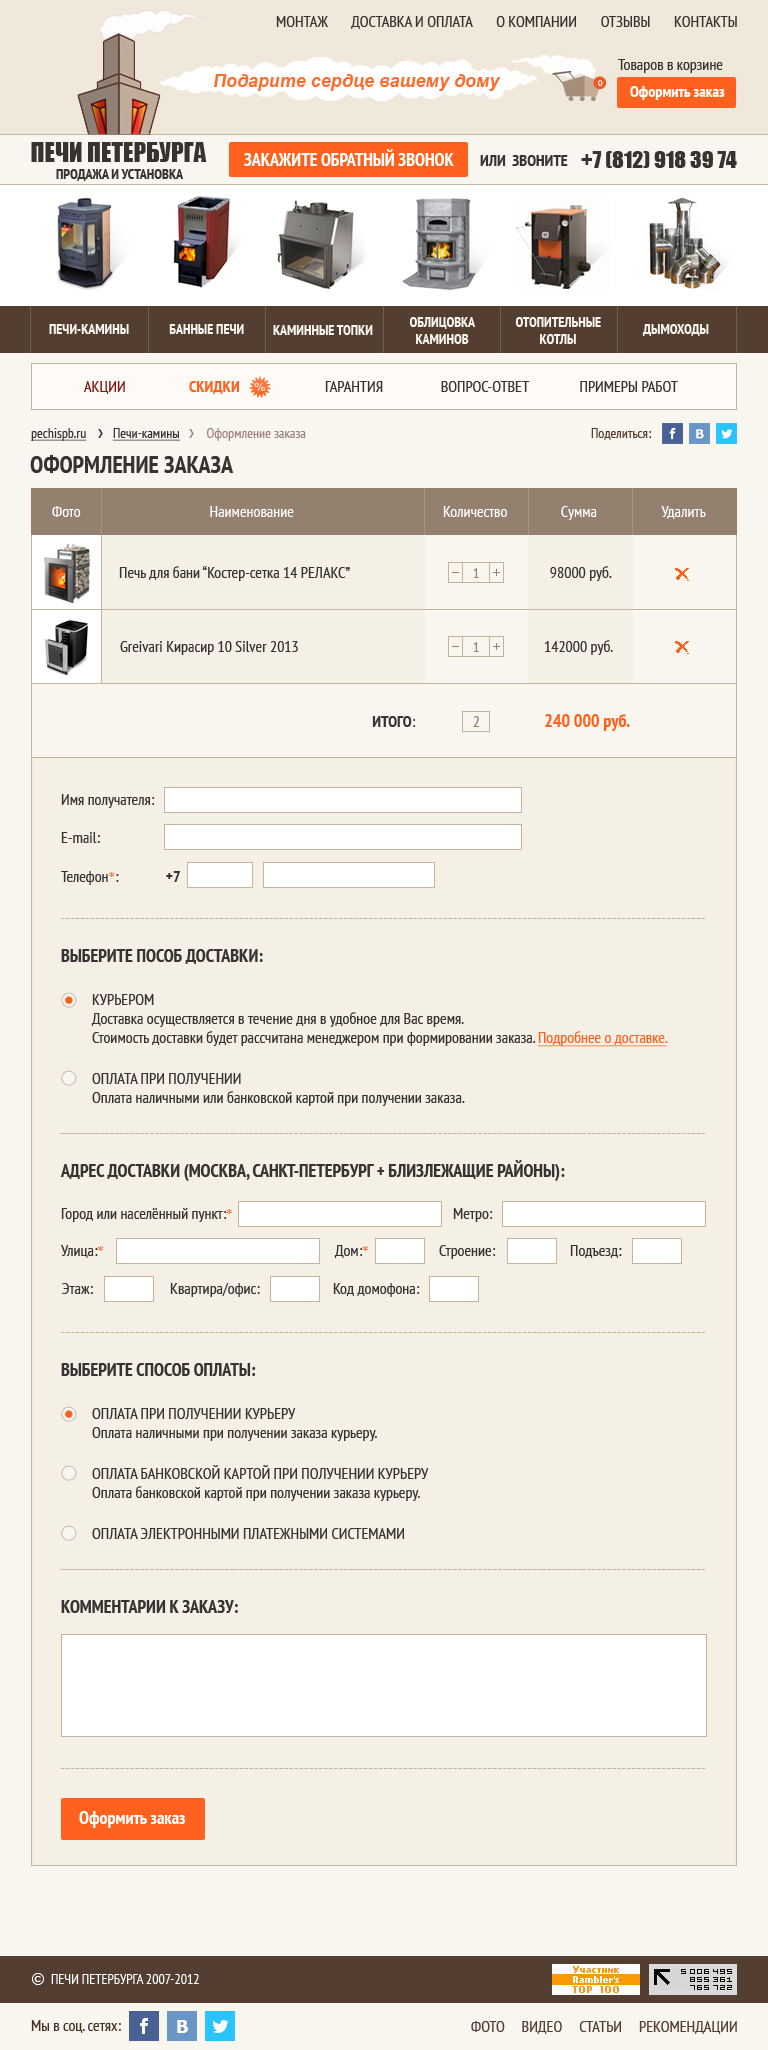 МОНТАЖ ДОСТАВКА И ОПЛАТА О КОМПАНИИ ОТЗЫВЫ КОНТАКТЫ
Подарите сердце вашему дому
0
Товаров в корзине
Оформить заказ
ПЕЧИ ПЕТЕРБУРГА
ПРОДАЖА И УСТАНОВКА
ЗАКАЖИТЕ ОБРАТНЫЙ ЗВОНОК ИЛИ ЗВОНИТЕ +7 (812) 918 39 74
ПЕЧИ-КАМИНЫ БАННЫЕ ПЕЧИ КАМИННЫЕ ТОПКИ ОБЛИЦОВКА КАМИНОВ ОТОПИТЕЛЬНЫЕ КОТЛЫ ДЫМОХОДЫ
АКЦИИ СКИДКИ % ГАРАНТИЯ ВОПРОС-ОТВЕТ ПРИМЕРЫ РАБОТ
pechispb.ru › Печи-камины › Оформление заказа Поделиться: f В
ОФОРМЛЕНИЕ ЗАКАЗА
Фото Наименование Количество Сумма Удалить
Печь для бани “Костер-сетка 14 РЕЛАКС” − 1 + 98000 руб.
Greivari Кирасир 10 Silver 2013 − 1 + 142000 руб.
ИТОГО: 2 240 000 руб.
Имя получателя:
E-mail:
Телефон*: +7
ВЫБЕРИТЕ ПОСОБ ДОСТАВКИ:
КУРЬЕРОМ
Доставка осуществляется в течение дня в удобное для Вас время.
Стоимость доставки будет рассчитана менеджером при формировании заказа. Подробнее о доставке.
ОПЛАТА ПРИ ПОЛУЧЕНИИ
Оплата наличными или банковской картой при получении заказа.
АДРЕС ДОСТАВКИ (МОСКВА, САНКТ-ПЕТЕРБУРГ + БЛИЗЛЕЖАЩИЕ РАЙОНЫ):
Город или населённый пункт:* Метро:
Улица:* Дом:* Строение: Подъезд:
Этаж: Квартира/офис: Код домофона:
ВЫБЕРИТЕ СПОСОБ ОПЛАТЫ:
ОПЛАТА ПРИ ПОЛУЧЕНИИ КУРЬЕРУ
Оплата наличными при получении заказа курьеру.
ОПЛАТА БАНКОВСКОЙ КАРТОЙ ПРИ ПОЛУЧЕНИИ КУРЬЕРУ
Оплата банковской картой при получении заказа курьеру.
ОПЛАТА ЭЛЕКТРОННЫМИ ПЛАТЕЖНЫМИ СИСТЕМАМИ
КОММЕНТАРИИ К ЗАКАЗУ:
Оформить заказ
© ПЕЧИ ПЕТЕРБУРГА 2007-2012
Участник
Rambler's
TOP 100
5006495
855361
765722
Мы в соц. сетях: f В ФОТО ВИДЕО СТАТЬИ РЕКОМЕНДАЦИИ